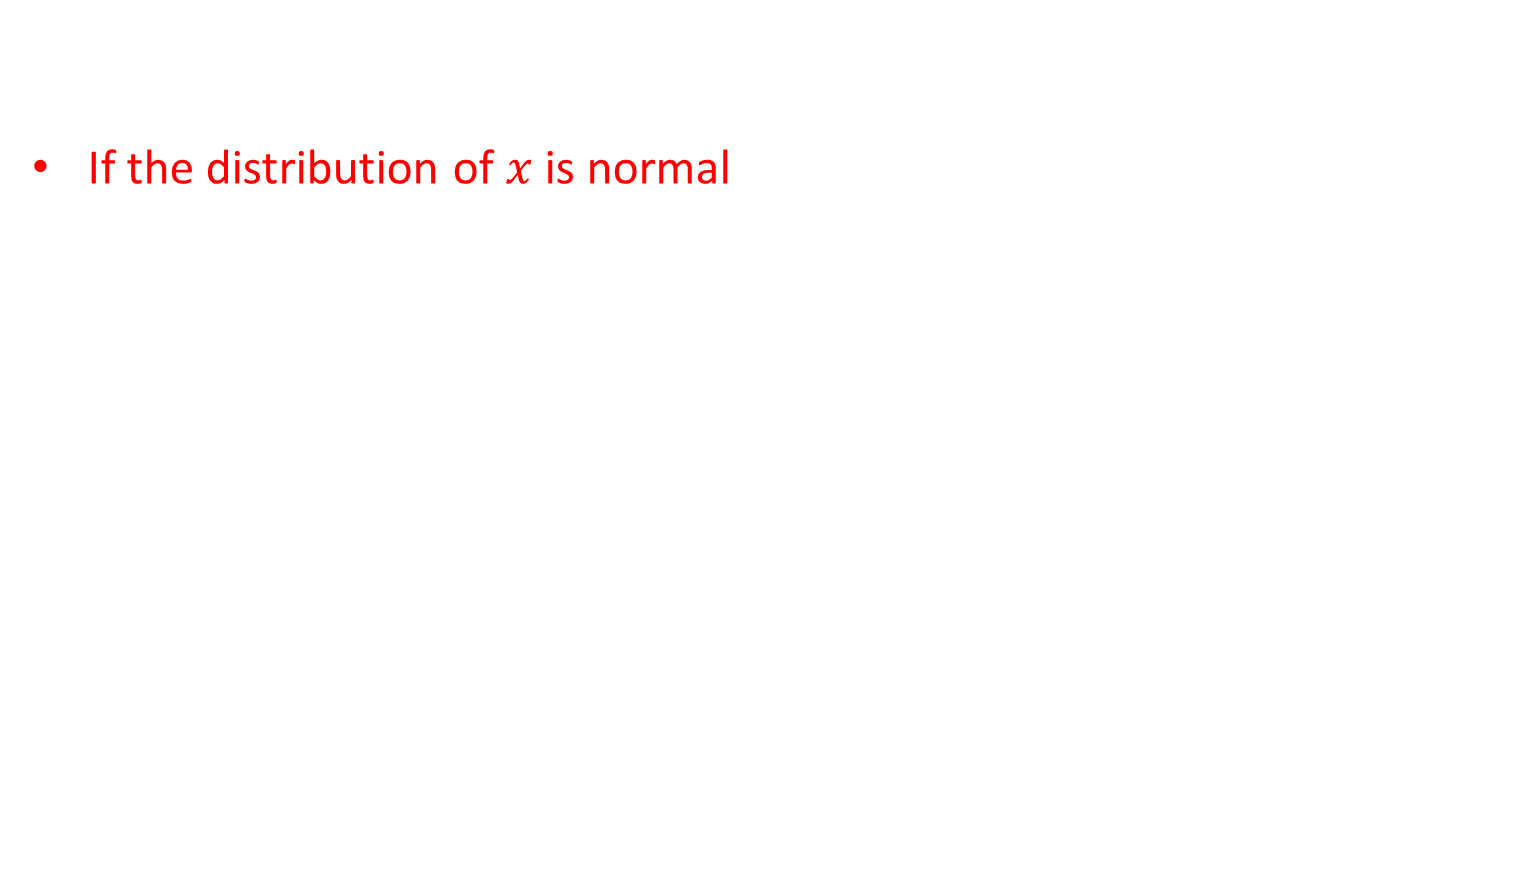 • If the distribution of 𝑥 is normal